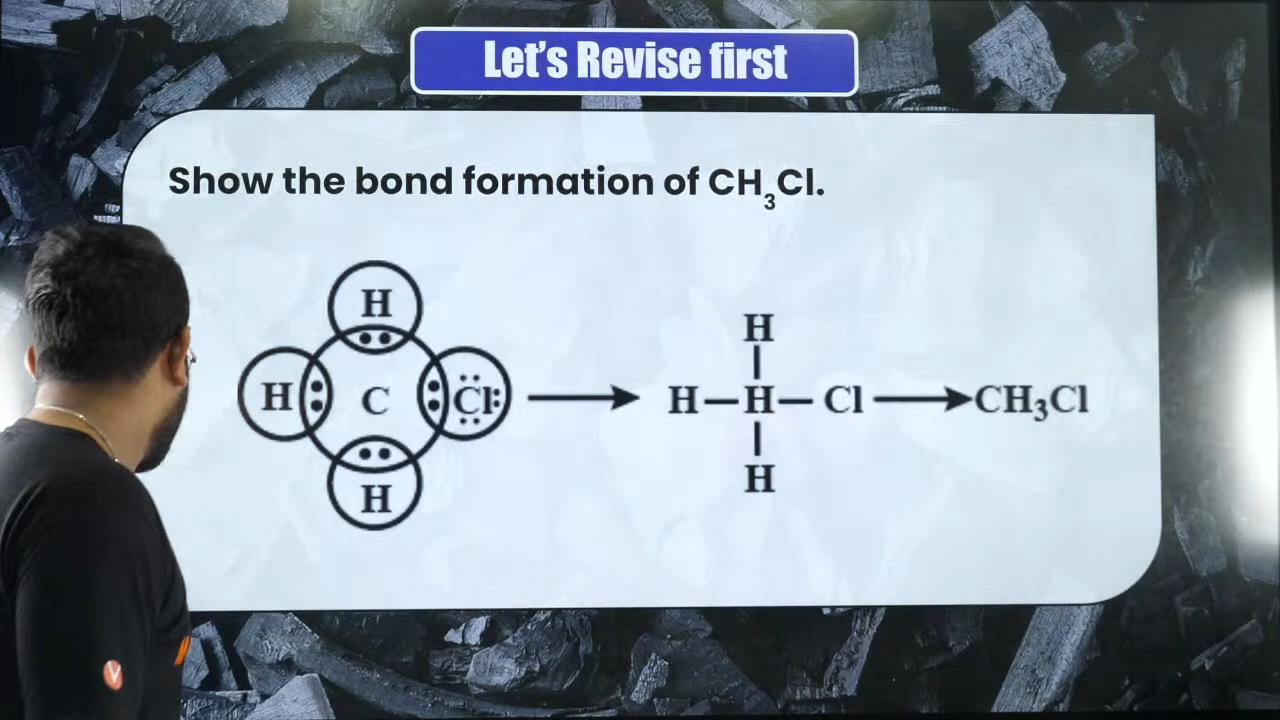 Let's Revise first
Show the bond formation of CH₃Cl.
H
H C Cl
H
H
H – H – Cl → CH₃Cl
H
V